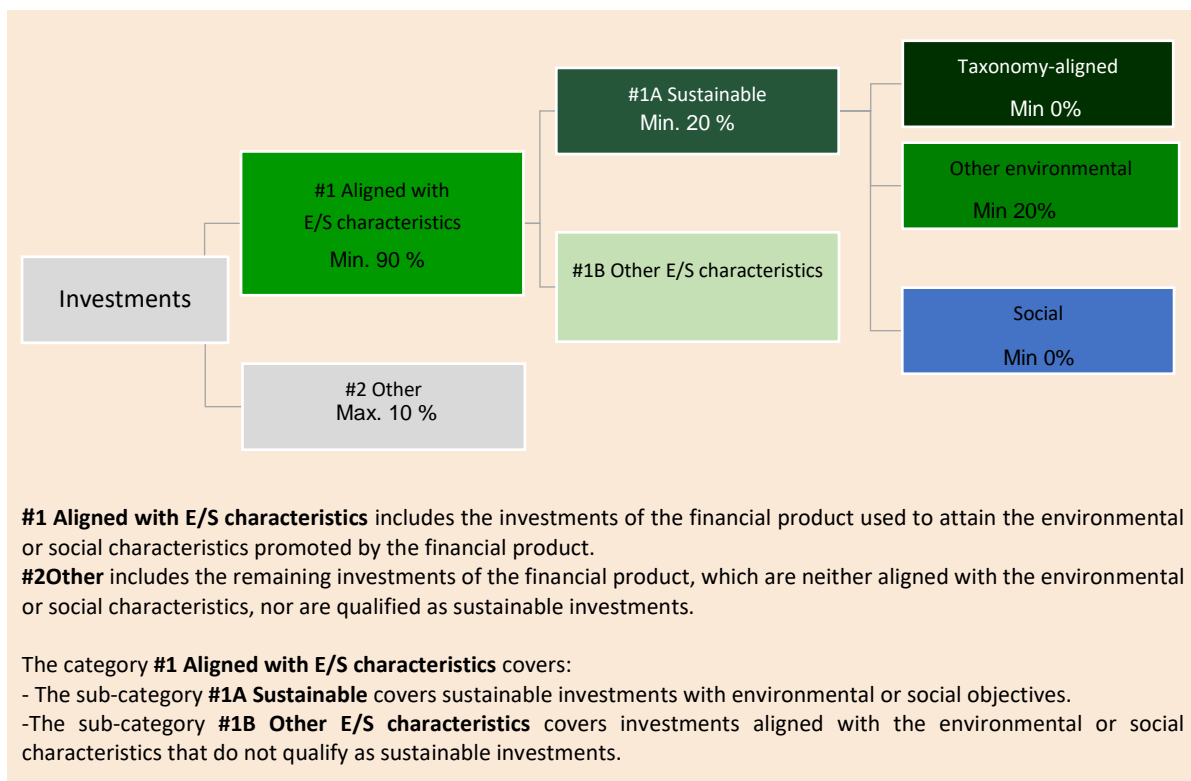 Investments
#1 Aligned with
E/S characteristics
Min. 90 %
#2 Other
Max. 10 %
#1A Sustainable
Min. 20 %
#1B Other E/S characteristics
Taxonomy-aligned
Min 0%
Other environmental
Min 20%
Social
Min 0%
#1 Aligned with E/S characteristics includes the investments of the financial product used to attain the environmental
or social characteristics promoted by the financial product.
#2Other includes the remaining investments of the financial product, which are neither aligned with the environmental
or social characteristics, nor are qualified as sustainable investments.
The category #1 Aligned with E/S characteristics covers:
- The sub-category #1A Sustainable covers sustainable investments with environmental or social objectives.
-The sub-category #1B Other E/S characteristics covers investments aligned with the environmental or social
characteristics that do not qualify as sustainable investments.